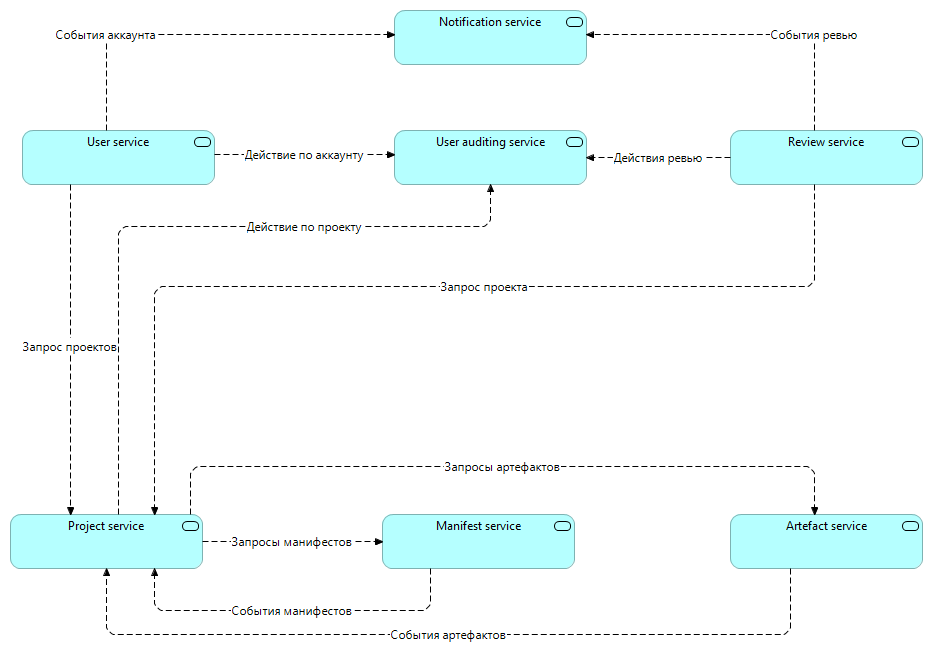 Notification service
События аккаунта
События ревью
User service
User auditing service
Review service
Действие по аккаунту
Действия ревью
Действие по проекту
Запрос проекта
Запрос проектов
Запросы артефактов
Project service
Manifest service
Artefact service
Запросы манифестов
События манифестов
События артефактов